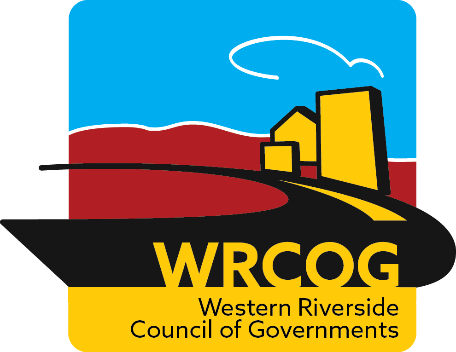 WRCOG
Western Riverside
Council of Governments